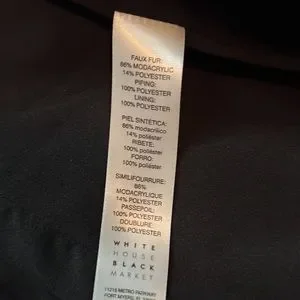 FAUX FUR:
86% MODACRYLIC
14% POLYESTER
PIPING:
100% POLYESTER
LINING:
100% POLYESTER
PIEL SINTÉTICA:
86% modacrílico
14% poliéster
RIBETE:
100% poliéster
FORRO:
100% poliéster
SIMILIFOURRURE:
86%
MODACRYLIQUE
14% POLYESTER
PASSEPOIL:
100% POLYESTER
DOUBLURE:
100% POLYESTER
WHITE
HOUSE
BLACK
MARKET
11215 METRO PARKWAY
FORT MYERS, FL